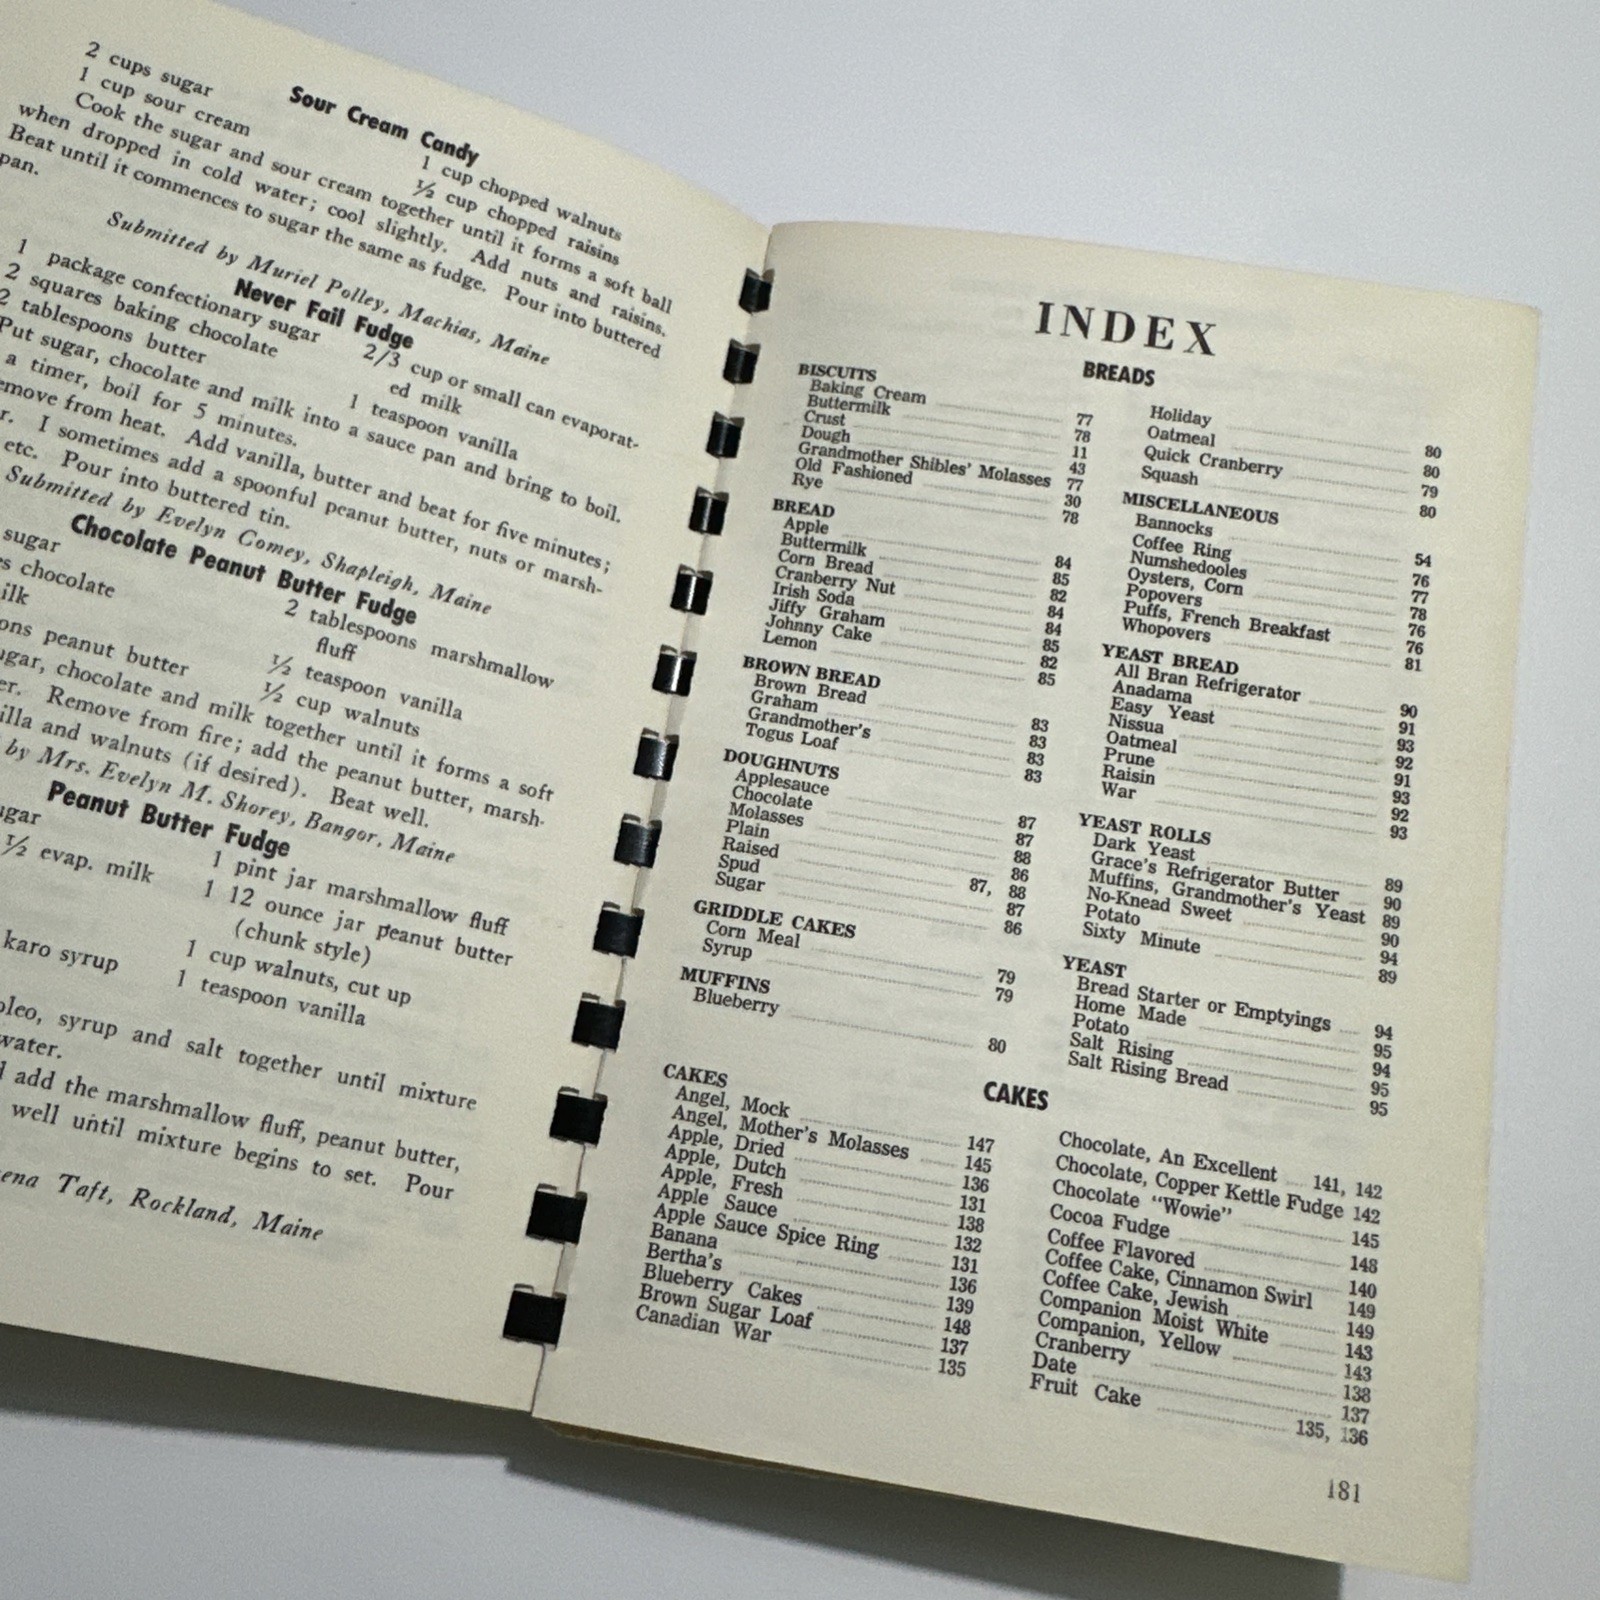 Sour Cream Candy
2 cups sugar
1 cup sour cream
1 cup chopped walnuts
½ cup chopped raisins
Cook the sugar and sour cream together until it forms a soft ball
when dropped in cold water; cool slightly. Add nuts and raisins.
Beat until it commences to sugar the same as fudge. Pour into buttered
pan.
Submitted by Muriel Polley, Machias, Maine
Never Fail Fudge
1 package confectionary sugar
2 squares baking chocolate
2 tablespoons butter
2/3 cup or small can evaporat-
ed milk
1 teaspoon vanilla
Put sugar, chocolate and milk into a sauce pan and bring to boil.
a timer, boil for 5 minutes.
emove from heat. Add vanilla, butter and beat for five minutes;
r. I sometimes add a spoonful peanut butter, nuts or marsh-
etc. Pour into buttered tin.
Submitted by Evelyn Comey, Shapleigh, Maine
Chocolate Peanut Butter Fudge
sugar
es chocolate
ilk
ons peanut butter
2 tablespoons marshmallow
fluff
½ teaspoon vanilla
½ cup walnuts
ugar, chocolate and milk together until it forms a soft
er. Remove from fire; add the peanut butter, marsh-
illa and walnuts (if desired). Beat well.
by Mrs. Evelyn M. Shorey, Bangor, Maine
Peanut Butter Fudge
ugar
½ evap. milk
karo syrup
1 pint jar marshmallow fluff
1 12 ounce jar peanut butter
(chunk style)
1 cup walnuts, cut up
1 teaspoon vanilla
oleo, syrup and salt together until mixture
water.
add the marshmallow fluff, peanut butter,
well until mixture begins to set. Pour
ena Taft, Rockland, Maine
INDEX
BREADS
BISCUITS
Baking Cream 77
Buttermilk 78
Crust 11
Dough 43
Grandmother Shibles' Molasses 77
Old Fashioned 30
Rye 78
BREAD
Apple 84
Buttermilk 85
Corn Bread 82
Cranberry Nut 84
Irish Soda 84
Jiffy Graham 85
Johnny Cake 82
Lemon 85
BROWN BREAD
Brown Bread 83
Graham 83
Grandmother's 83
Togus Loaf 83
DOUGHNUTS
Applesauce 87
Chocolate 87
Molasses 88
Plain 86
Raised 87, 88
Spud 87
Sugar 86
GRIDDLE CAKES
Corn Meal 79
Syrup 79
MUFFINS
Blueberry 80
Holiday 80
Oatmeal 80
Quick Cranberry 79
Squash 80
MISCELLANEOUS
Bannocks 54
Coffee Ring 76
Numshedooles 77
Oysters, Corn 78
Popovers 76
Puffs, French Breakfast 76
Whopovers 81
YEAST BREAD
All Bran Refrigerator 90
Anadama 91
Easy Yeast 93
Nissua 92
Oatmeal 91
Prune 93
Raisin 92
War 93
YEAST ROLLS
Dark Yeast 89
Grace's Refrigerator Butter 90
Muffins, Grandmother's Yeast 89
No-Knead Sweet 90
Potato 94
Sixty Minute 89
YEAST
Bread Starter or Emptyings 94
Home Made 95
Potato 94
Salt Rising 95
Salt Rising Bread 95
CAKES
CAKES
Angel, Mock 147
Angel, Mother's Molasses 145
Apple, Dried 136
Apple, Dutch 131
Apple, Fresh 138
Apple Sauce 132
Apple Sauce Spice Ring 131
Banana 136
Bertha's 139
Blueberry Cakes 148
Brown Sugar Loaf 137
Canadian War 135
Chocolate, An Excellent 141, 142
Chocolate, Copper Kettle Fudge 142
Chocolate "Wowie" 145
Cocoa Fudge 148
Coffee Flavored 140
Coffee Cake, Cinnamon Swirl 149
Coffee Cake, Jewish 149
Companion Moist White 143
Companion, Yellow 143
Cranberry 138
Date 137
Fruit Cake 135, 136
181